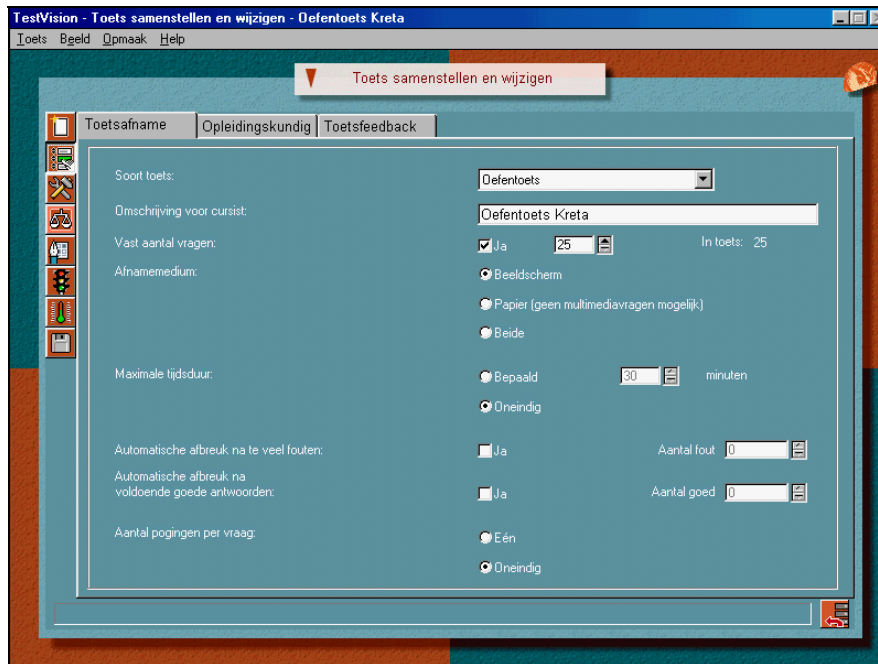 TestVision - Toets samenstellen en wijzigen - Oefentoets Kreta
Toets Beeld Opmaak Help
Toets samenstellen en wijzigen
Toetsafname Opleidingskundig Toetsfeedback
Soort toets: Oefentoets
Omschrijving voor cursist: Oefentoets Kreta
Vast aantal vragen: Ja 25 In toets: 25
Afnamemedium: Beeldscherm
Papier (geen multimediavragen mogelijk)
Beide
Maximale tijdsduur: Bepaald 30 minuten
Oneindig
Automatische afbreuk na te veel fouten: Ja Aantal fout 0
Automatische afbreuk na
voldoende goede antwoorden: Ja Aantal goed 0
Aantal pogingen per vraag: Eén
Oneindig